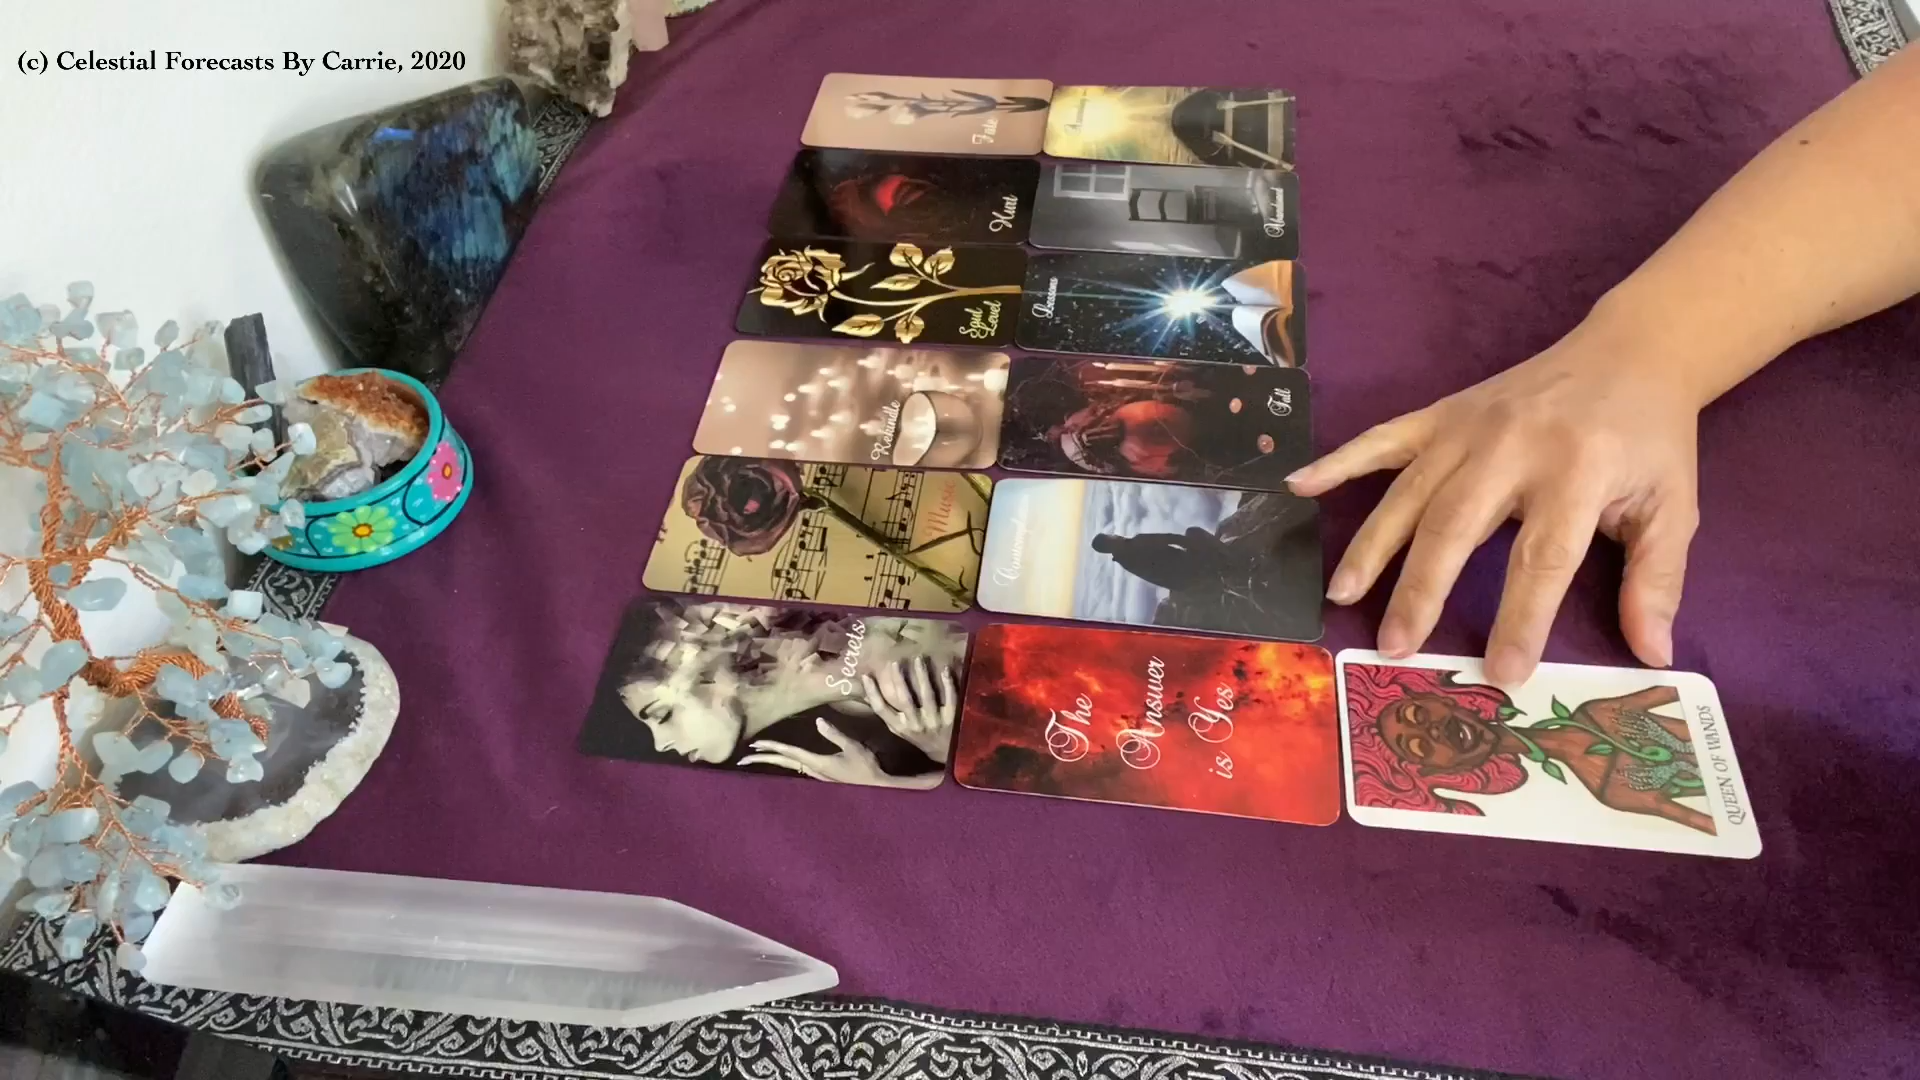 (c) Celestial Forecasts By Carrie, 2020
Fate
Hurt
Abandoned
Soul
Level
Lessons
Rekindle
Fall
Music
Contemplation
Secrets
The
Answer
is Yes
QUEEN OF WANDS